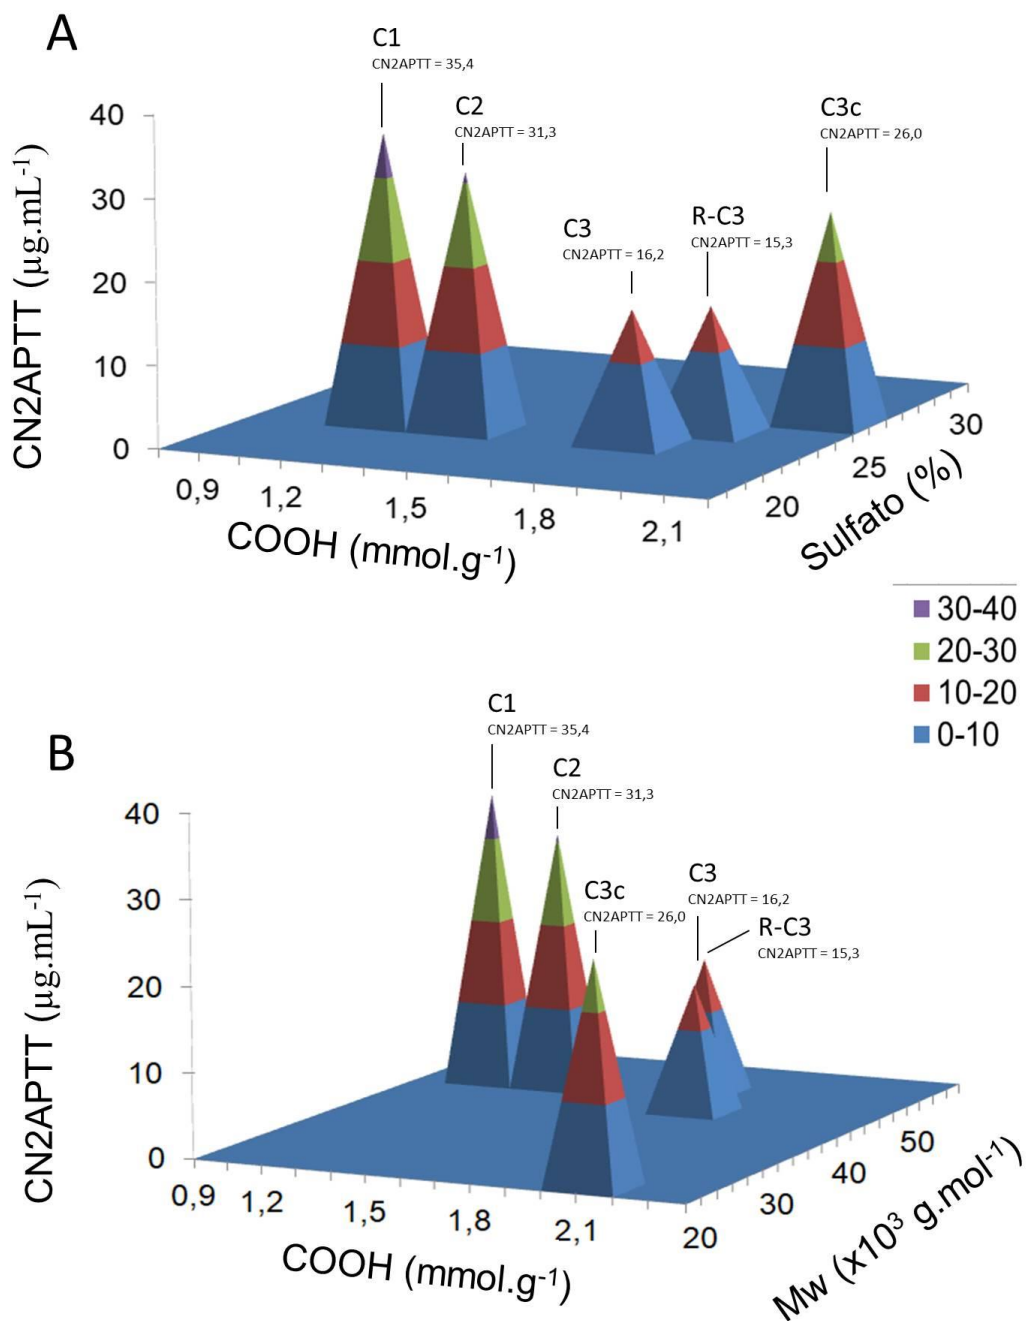 A
C1
CN2APTT = 35,4
C2
CN2APTT = 31,3
C3c
CN2APTT = 26,0
C3
CN2APTT = 16,2
R-C3
CN2APTT = 15,3
CN2APTT (µg.mL⁻¹)
40
30
20
10
0
0,9
1,2
1,5
1,8
2,1
COOH (mmol.g⁻¹)
20
25
30
Sulfato (%)
30-40
20-30
10-20
0-10
B
C1
CN2APTT = 35,4
C2
CN2APTT = 31,3
C3c
CN2APTT = 26,0
C3
CN2APTT = 16,2
R-C3
CN2APTT = 15,3
CN2APTT (µg.mL⁻¹)
40
30
20
10
0
0,9
1,2
1,5
1,8
2,1
COOH (mmol.g⁻¹)
20
30
40
50
Mw (x10³ g.mol⁻¹)